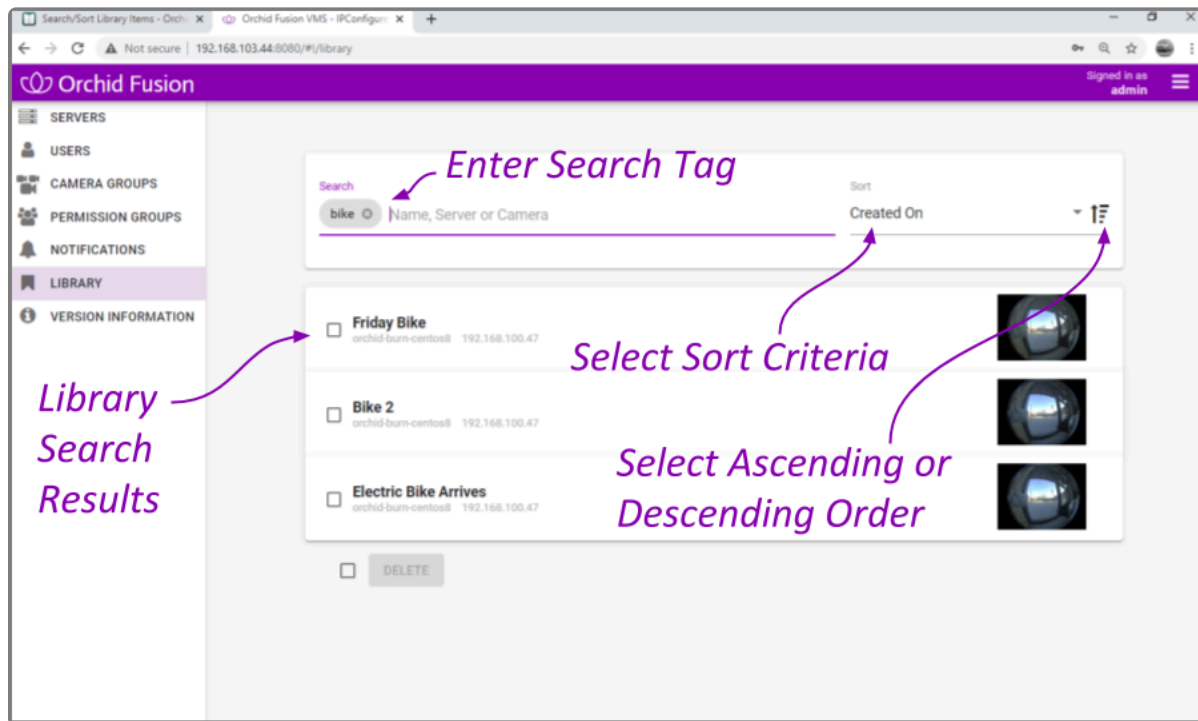 Search/Sort Library Items - Orchi
Orchid Fusion VMS - IPConfigure
Not secure | 192.168.103.44:8080/#!/library
Orchid Fusion
Signed in as
admin
SERVERS
USERS
CAMERA GROUPS
PERMISSION GROUPS
NOTIFICATIONS
LIBRARY
VERSION INFORMATION
Enter Search Tag
Search
Sort
bike Name, Server or Camera
Created On
Friday Bike
orchid-burn-centos8 192.168.100.47
Select Sort Criteria
Bike 2
orchid-burn-centos8 192.168.100.47
Library
Search
Results
Select Ascending or
Descending Order
Electric Bike Arrives
orchid-burn-centos8 192.168.100.47
DELETE